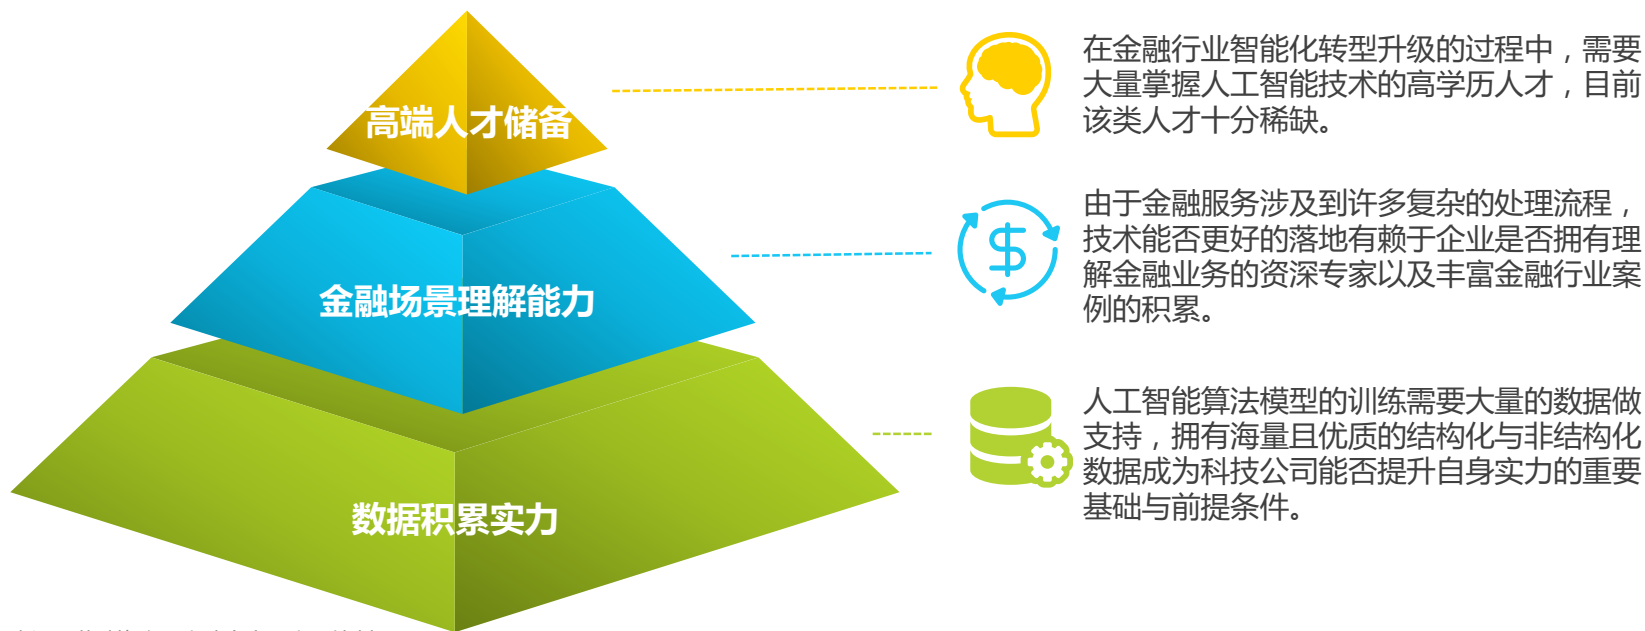 高端人才储备
在金融行业智能化转型升级的过程中，需要
大量掌握人工智能技术的高学历人才，目前
该类人才十分稀缺。
金融场景理解能力
由于金融服务涉及到许多复杂的处理流程，
技术能否更好的落地有赖于企业是否拥有理
解金融业务的资深专家以及丰富金融行业案
例的积累。
数据积累实力
人工智能算法模型的训练需要大量的数据做
支持，拥有海量且优质的结构化与非结构化
数据成为科技公司能否提升自身实力的重要
基础与前提条件。